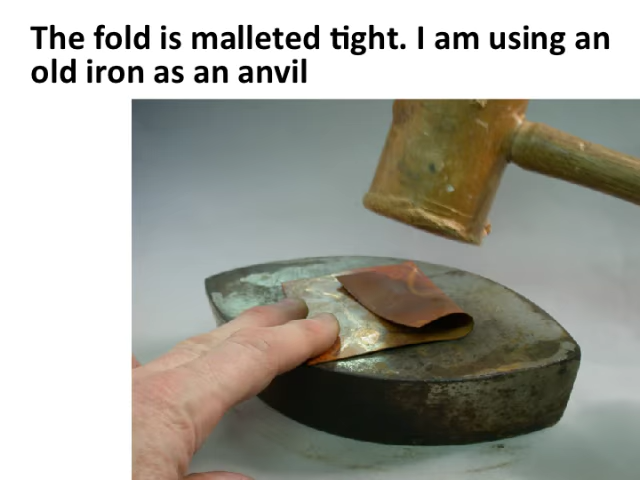 The fold is malleted tight. I am using an
old iron as an anvil